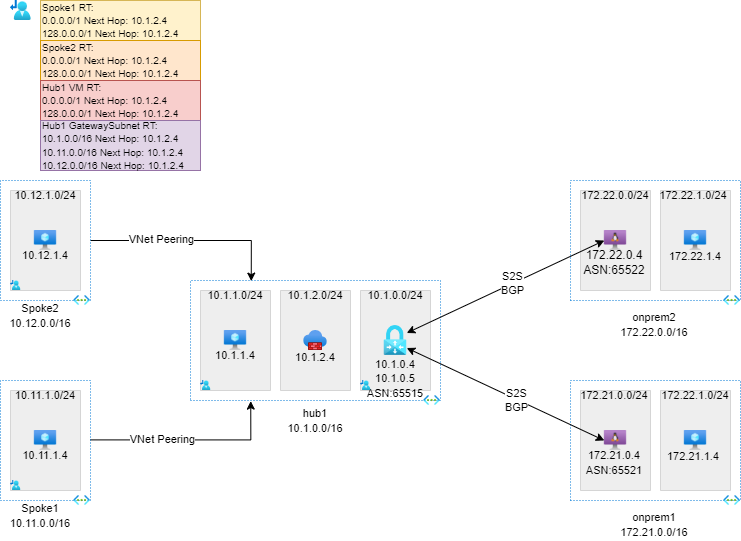 Spoke1 RT:
0.0.0.0/1 Next Hop: 10.1.2.4
128.0.0.0/1 Next Hop: 10.1.2.4
Spoke2 RT:
0.0.0.0/1 Next Hop: 10.1.2.4
128.0.0.0/1 Next Hop: 10.1.2.4
Hub1 VM RT:
0.0.0.0/1 Next Hop: 10.1.2.4
128.0.0.0/1 Next Hop: 10.1.2.4
Hub1 GatewaySubnet RT:
10.1.0.0/16 Next Hop: 10.1.2.4
10.11.0.0/16 Next Hop: 10.1.2.4
10.12.0.0/16 Next Hop: 10.1.2.4
10.12.1.0/24
10.12.1.4
Spoke2
10.12.0.0/16
VNet Peering
10.1.1.0/24
10.1.1.4
10.1.2.0/24
10.1.2.4
10.1.0.0/24
10.1.0.4
10.1.0.5
ASN:65515
hub1
10.1.0.0/16
S2S
BGP
172.22.0.0/24
172.22.0.4
ASN:65522
172.22.1.0/24
172.22.1.4
onprem2
172.22.0.0/16
10.11.1.0/24
10.11.1.4
Spoke1
10.11.0.0/16
VNet Peering
S2S
BGP
172.21.0.0/24
172.21.0.4
ASN:65521
172.22.1.0/24
172.21.1.4
onprem1
172.21.0.0/16